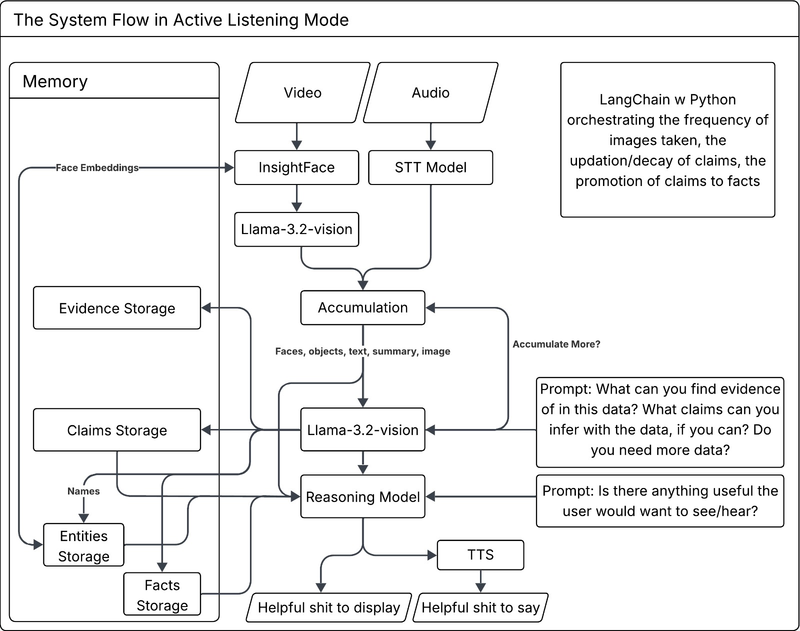 The System Flow in Active Listening Mode
Memory
Video
Audio
LangChain w Python
orchestrating the frequency of
images taken, the
updation/decay of claims, the
promotion of claims to facts
Face Embeddings
InsightFace
STT Model
Llama-3.2-vision
Evidence Storage
Accumulation
Faces, objects, text, summary, image
Accumulate More?
Claims Storage
Llama-3.2-vision
Prompt: What can you find evidence
of in this data? What claims can you
infer with the data, if you can? Do
you need more data?
Names
Reasoning Model
Prompt: Is there anything useful the
user would want to see/hear?
Entities
Storage
TTS
Facts
Storage
Helpful shit to display
Helpful shit to say